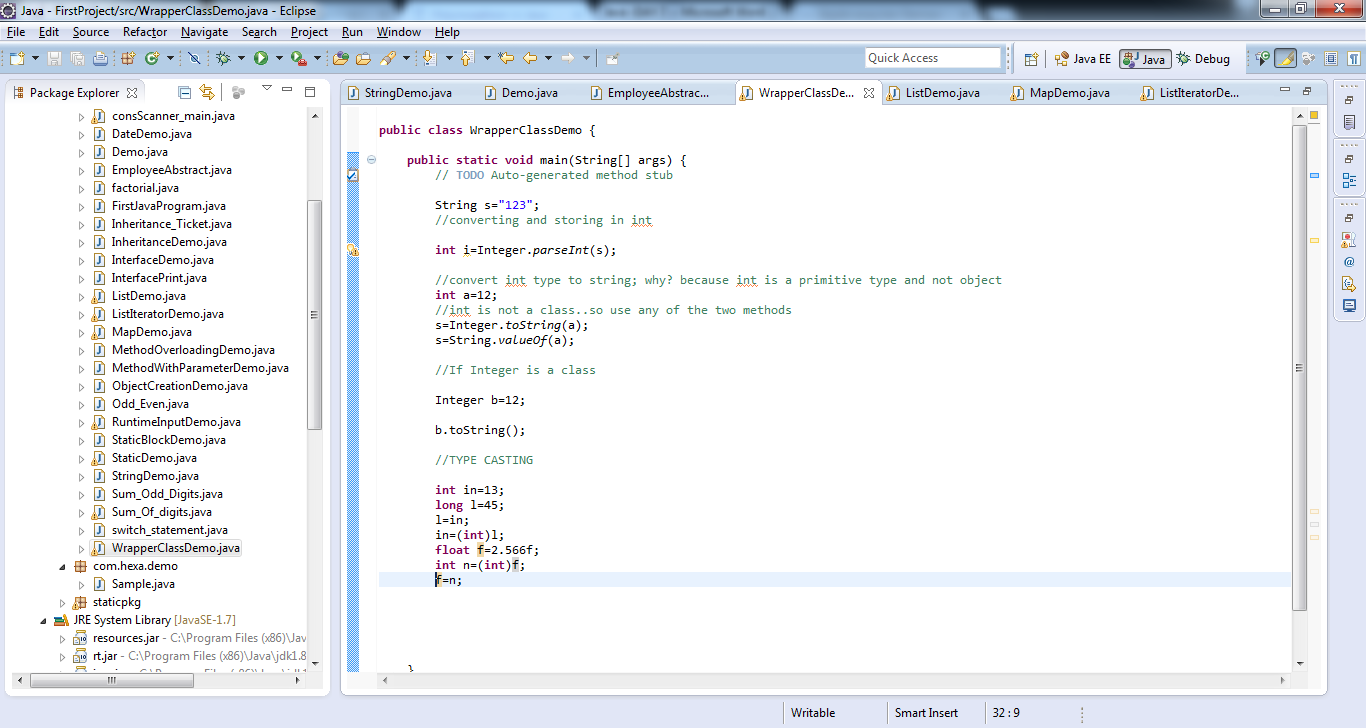 Java - FirstProject/src/WrapperClassDemo.java - Eclipse
File Edit Source Refactor Navigate Search Project Run Window Help
Quick Access
Java EE
Java
Debug
Package Explorer
StringDemo.java
Demo.java
EmployeeAbstrac...
WrapperClassDe...
ListDemo.java
MapDemo.java
ListIteratorDe...
consScanner_main.java
DateDemo.java
Demo.java
EmployeeAbstract.java
factorial.java
FirstJavaProgram.java
Inheritance_Ticket.java
InheritanceDemo.java
InterfaceDemo.java
InterfacePrint.java
ListDemo.java
ListIteratorDemo.java
MapDemo.java
MethodOverloadingDemo.java
MethodWithParameterDemo.java
ObjectCreationDemo.java
Odd_Even.java
RuntimeInputDemo.java
StaticBlockDemo.java
StaticDemo.java
StringDemo.java
Sum_Odd_Digits.java
Sum_Of_digits.java
switch_statement.java
WrapperClassDemo.java
com.hexa.demo
Sample.java
staticpkg
JRE System Library [JavaSE-1.7]
resources.jar - C:\Program Files (x86)\Jav
rt.jar - C:\Program Files (x86)\Java\jdk1.8
public class WrapperClassDemo {
public static void main(String[] args) {
// TODO Auto-generated method stub
String s="123";
//converting and storing in int
int i=Integer.parseInt(s);
//convert int type to string; why? because int is a primitive type and not object
int a=12;
//int is not a class..so use any of the two methods
s=Integer.toString(a);
s=String.valueOf(a);
//If Integer is a class
Integer b=12;
b.toString();
//TYPE CASTING
int in=13;
long l=45;
l=in;
in=(int)l;
float f=2.566f;
int n=(int)f;
f=n;
}
Writable
Smart Insert
32 : 9